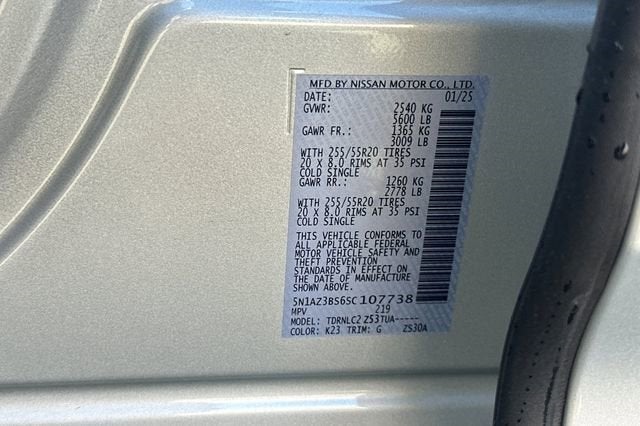 MFD BY NISSAN MOTOR CO., LTD.
DATE: 01/25
GVWR: 2540 KG
5600 LB
GAWR FR.: 1365 KG
3009 LB
WITH 255/55R20 TIRES
20 X 8.0 RIMS AT 35 PSI
COLD SINGLE
GAWR RR.: 1260 KG
2778 LB
WITH 255/55R20 TIRES
20 X 8.0 RIMS AT 35 PSI
COLD SINGLE
THIS VEHICLE CONFORMS TO
ALL APPLICABLE FEDERAL
MOTOR VEHICLE SAFETY AND
THEFT PREVENTION
STANDARDS IN EFFECT ON
THE DATE OF MANUFACTURE
SHOWN ABOVE.
5N1AZ3BS6SC107738
MPV 219
MODEL: TDRNLC2 Z53TUA-----
COLOR: K23 TRIM: G ZS30A